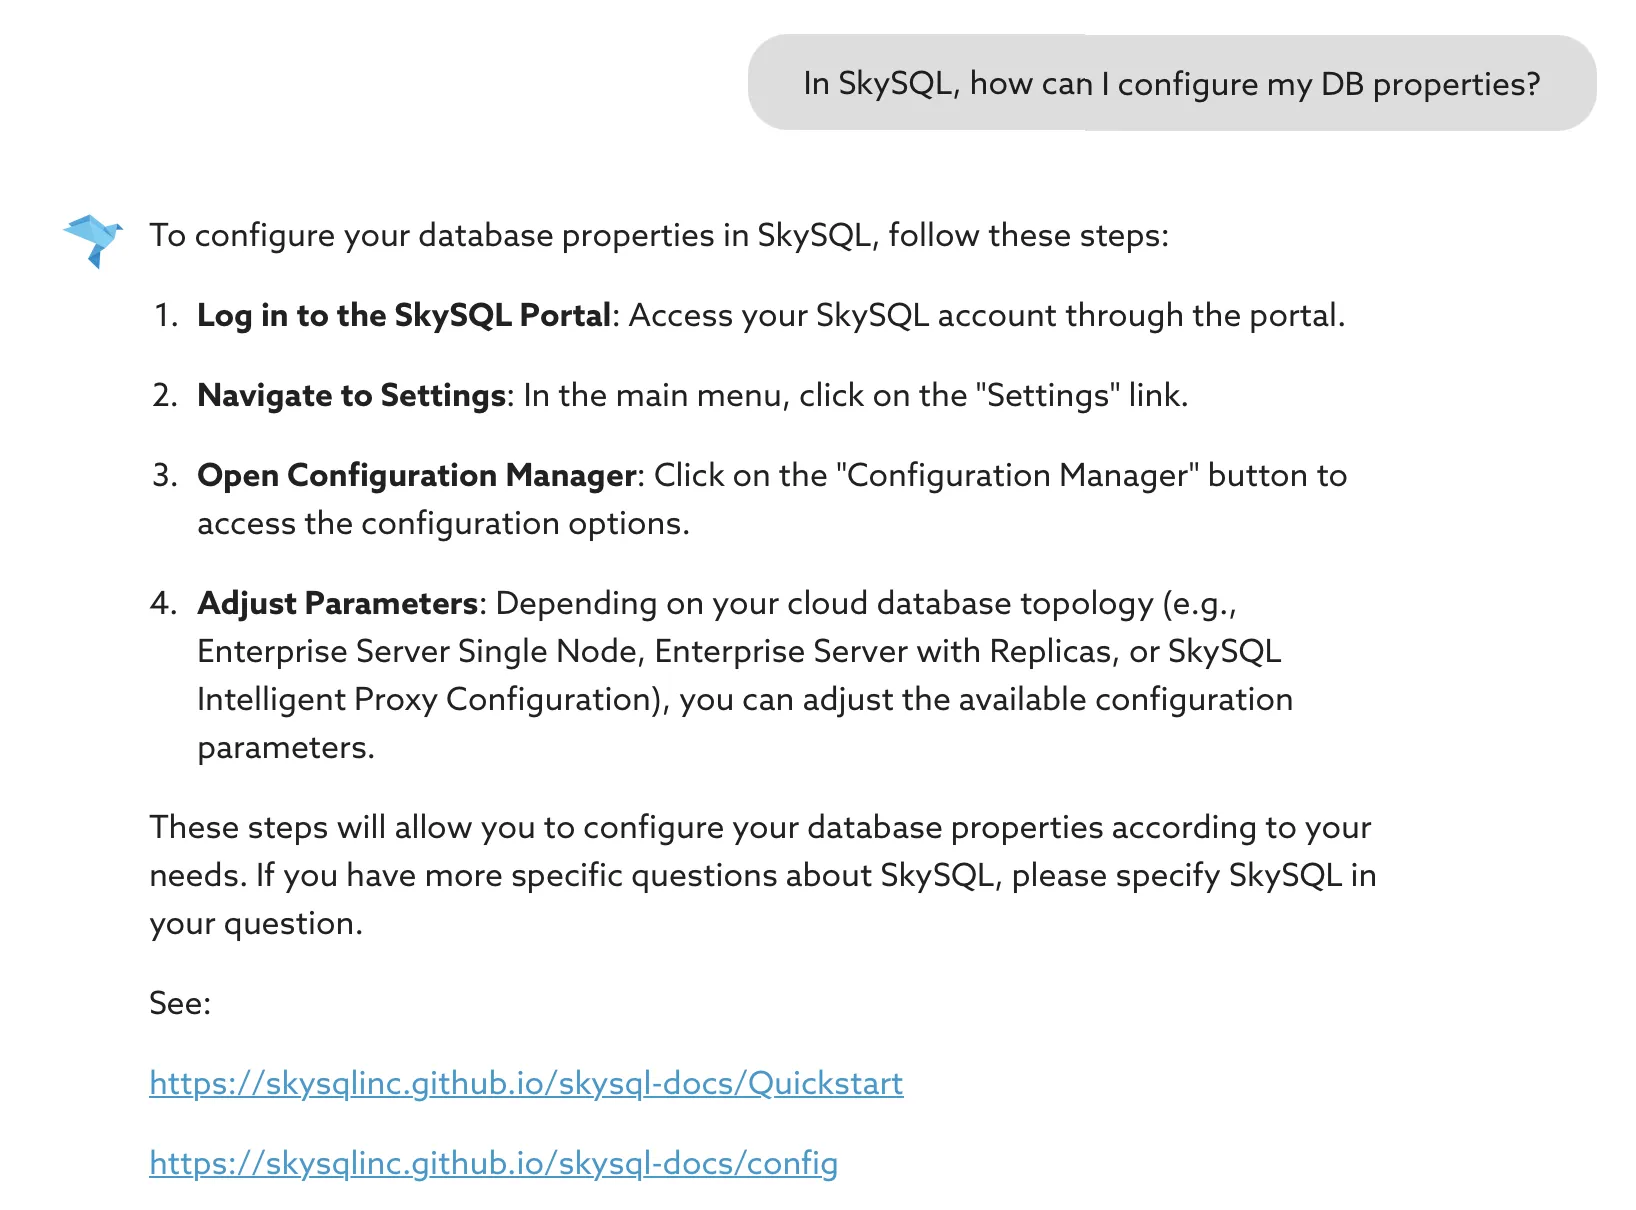 In SkySQL, how can I configure my DB properties?
To configure your database properties in SkySQL, follow these steps:
1. Log in to the SkySQL Portal: Access your SkySQL account through the portal.
2. Navigate to Settings: In the main menu, click on the "Settings" link.
3. Open Configuration Manager: Click on the "Configuration Manager" button to
access the configuration options.
4. Adjust Parameters: Depending on your cloud database topology (e.g.,
Enterprise Server Single Node, Enterprise Server with Replicas, or SkySQL
Intelligent Proxy Configuration), you can adjust the available configuration
parameters.
These steps will allow you to configure your database properties according to your
needs. If you have more specific questions about SkySQL, please specify SkySQL in
your question.
See:
https://skysqlinc.github.io/skysql-docs/Quickstart
https://skysqlinc.github.io/skysql-docs/config